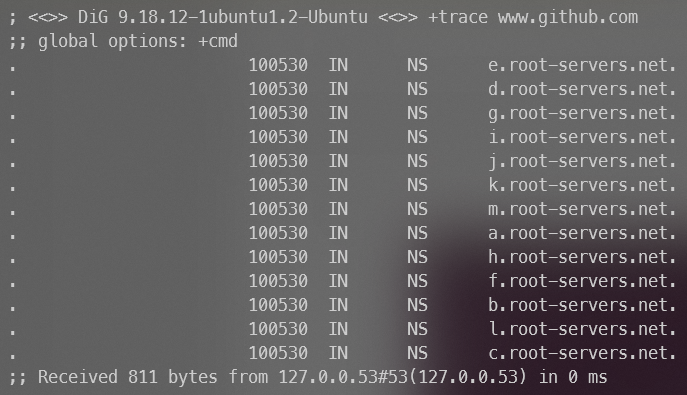 ; <<>> DiG 9.18.12-1ubuntu1.2-Ubuntu <<>> +trace www.github.com
;; global options: +cmd
. 100530 IN NS e.root-servers.net.
. 100530 IN NS d.root-servers.net.
. 100530 IN NS g.root-servers.net.
. 100530 IN NS i.root-servers.net.
. 100530 IN NS j.root-servers.net.
. 100530 IN NS k.root-servers.net.
. 100530 IN NS m.root-servers.net.
. 100530 IN NS a.root-servers.net.
. 100530 IN NS h.root-servers.net.
. 100530 IN NS f.root-servers.net.
. 100530 IN NS b.root-servers.net.
. 100530 IN NS l.root-servers.net.
. 100530 IN NS c.root-servers.net.
;; Received 811 bytes from 127.0.0.53#53(127.0.0.53) in 0 ms